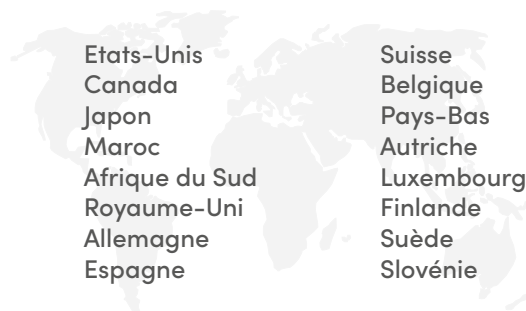 Etats-Unis
Canada
Japon
Maroc
Afrique du Sud
Royaume-Uni
Allemagne
Espagne
Suisse
Belgique
Pays-Bas
Autriche
Luxembourg
Finlande
Suède
Slovénie